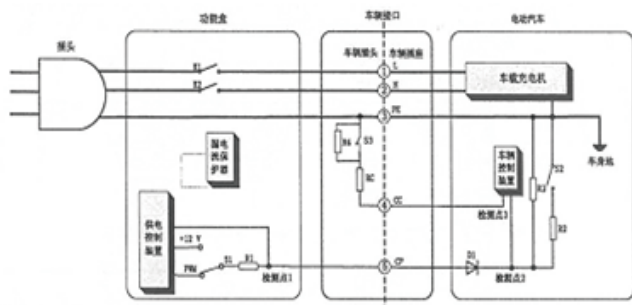 功能盒
车辆接口
电动汽车
插头
车辆插头
车辆插座
K1
K2
① L
② N
③ PE
车载充电机
漏电
流保
护器
R4
S3
RC
④ CC
车辆
控制
装置
检测点3
R3
S2
R2
车身地
供电
控制
装置
+12 V
PWM
S1
R1
检测点1
⑤ CP
D1
检测点2